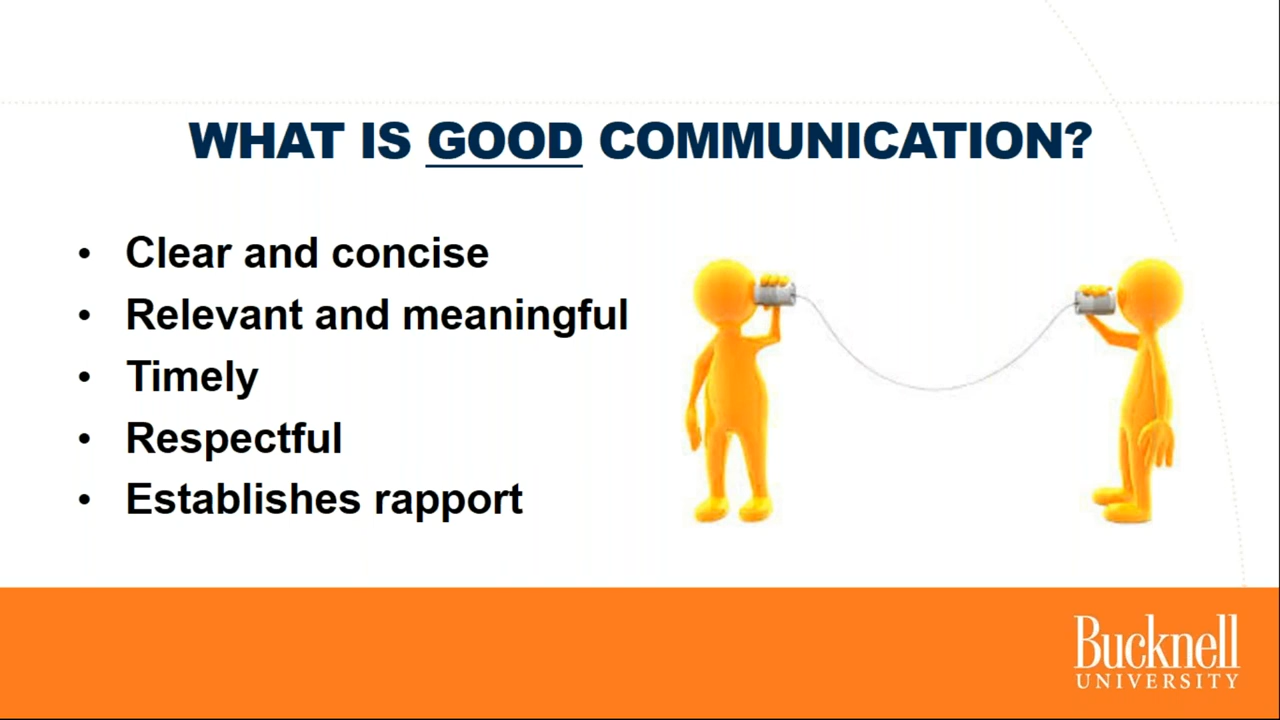 WHAT IS GOOD COMMUNICATION?
• Clear and concise
• Relevant and meaningful
• Timely
• Respectful
• Establishes rapport
Bucknell
UNIVERSITY